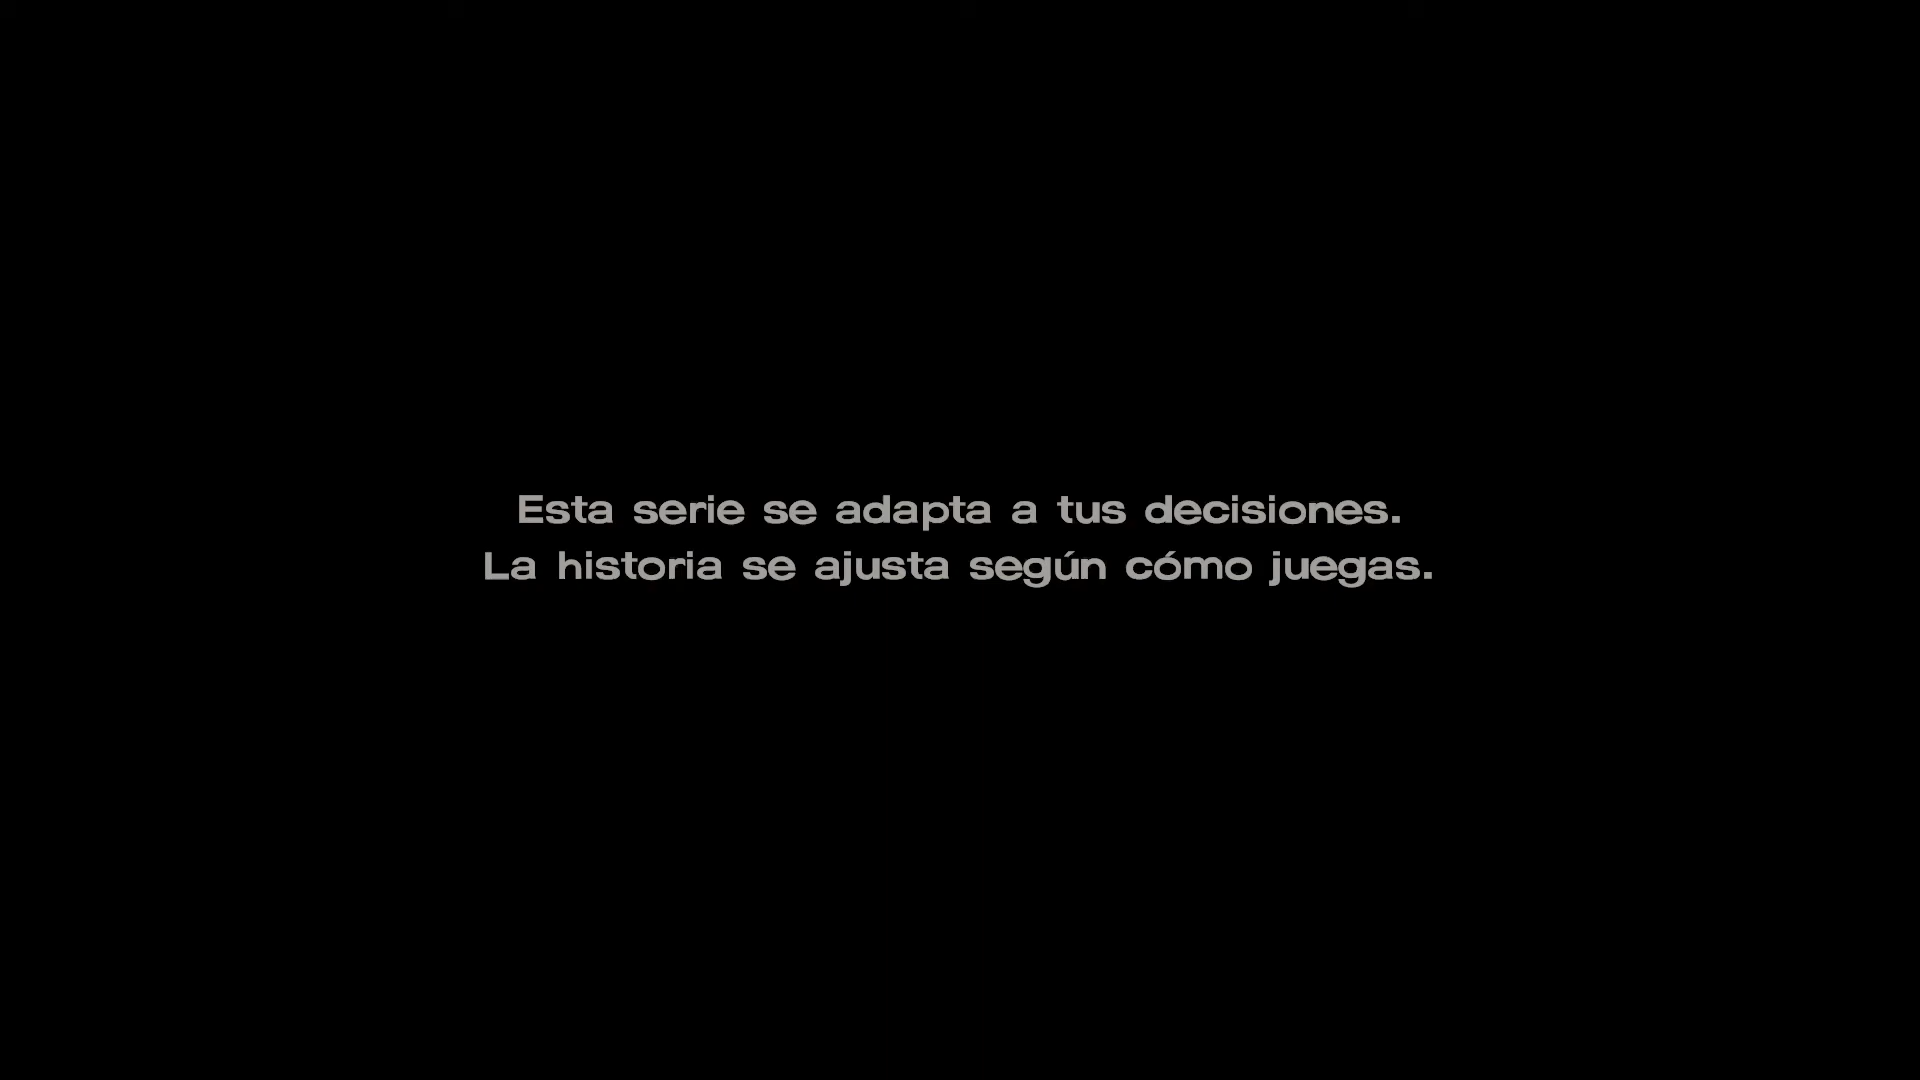 Esta serie se adapta a tus decisiones.
La historia se ajusta según cómo juegas.